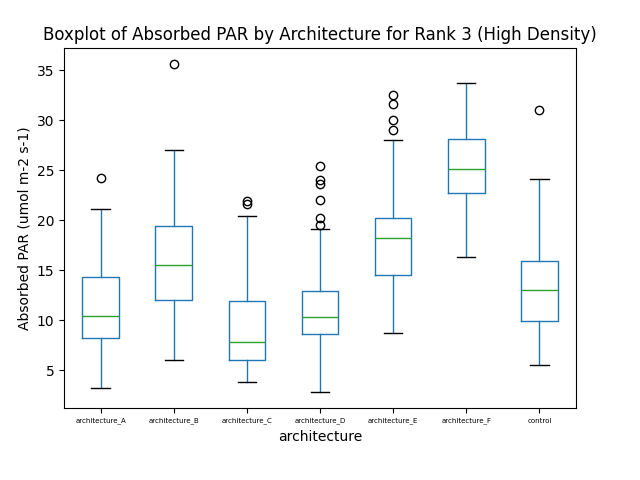 Boxplot of Absorbed PAR by Architecture for Rank 3 (High Density)
35
30
25
20
15
10
5
Absorbed PAR (umol m-2 s-1)
architecture_A architecture_B architecture_C architecture_D architecture_E architecture_F control
architecture